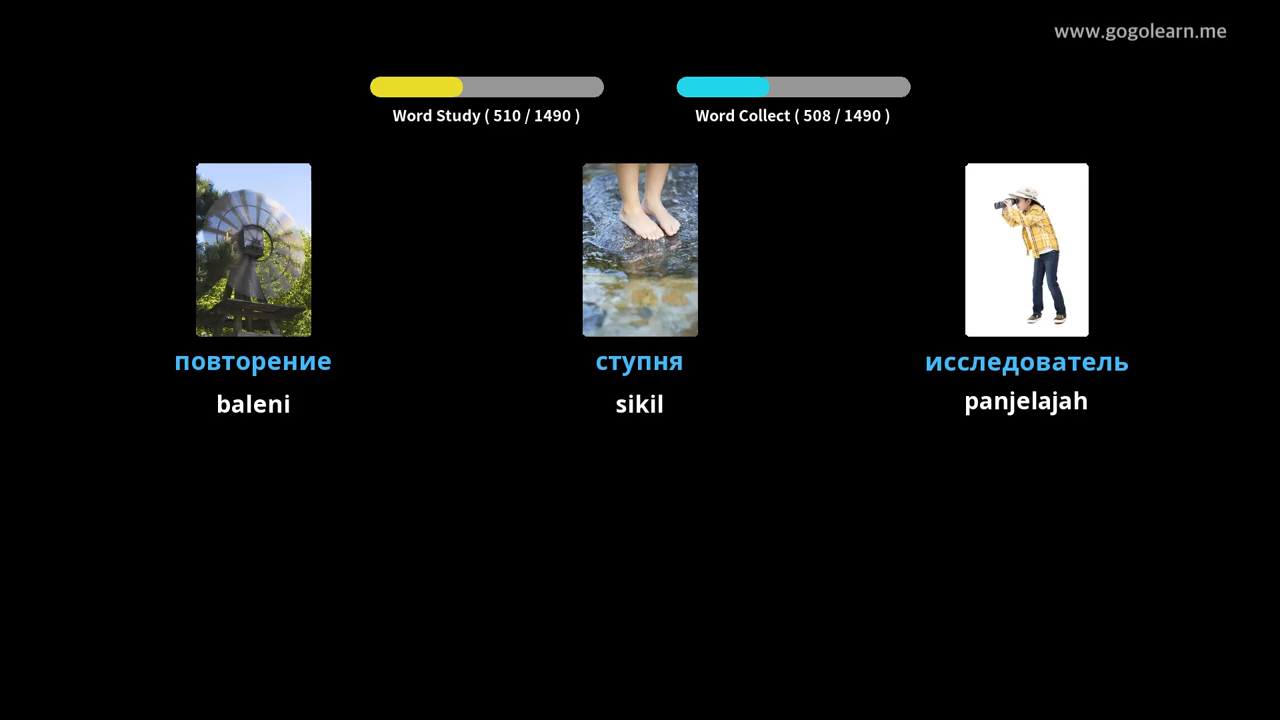 www.gogolearn.me
Word Study ( 510 / 1490 )
Word Collect ( 508 / 1490 )
повторение
ступня
исследователь
baleni
sikil
panjelajah